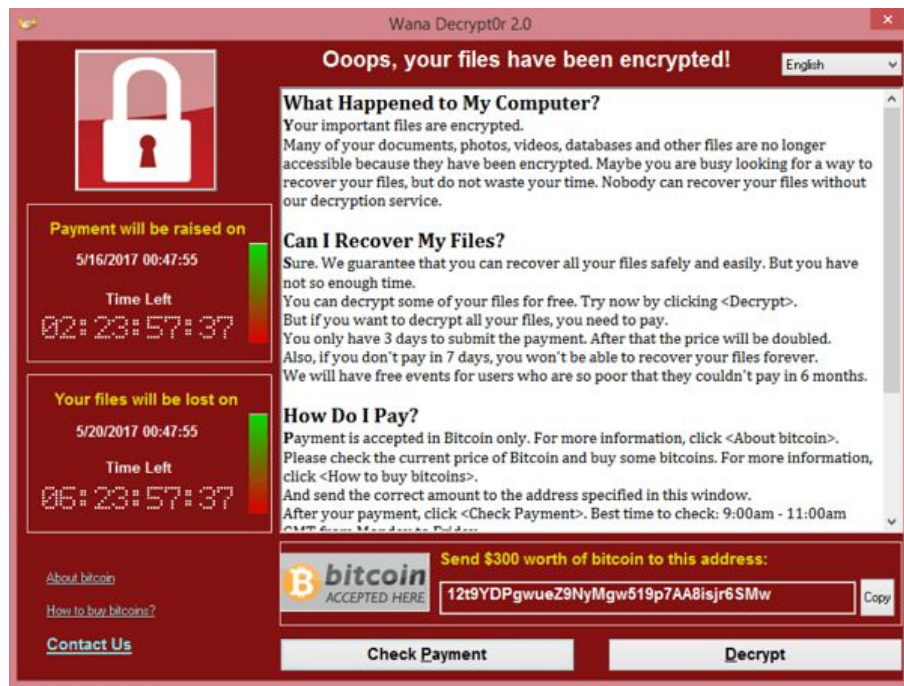 Wana Decrypt0r 2.0
Ooops, your files have been encrypted!
English
What Happened to My Computer?
Your important files are encrypted.
Many of your documents, photos, videos, databases and other files are no longer
accessible because they have been encrypted. Maybe you are busy looking for a way to
recover your files, but do not waste your time. Nobody can recover your files without
our decryption service.
Can I Recover My Files?
Sure. We guarantee that you can recover all your files safely and easily. But you have
not so enough time.
You can decrypt some of your files for free. Try now by clicking <Decrypt>.
But if you want to decrypt all your files, you need to pay.
You only have 3 days to submit the payment. After that the price will be doubled.
Also, if you don't pay in 7 days, you won't be able to recover your files forever.
We will have free events for users who are so poor that they couldn't pay in 6 months.
How Do I Pay?
Payment is accepted in Bitcoin only. For more information, click <About bitcoin>.
Please check the current price of Bitcoin and buy some bitcoins. For more information,
click <How to buy bitcoins>.
And send the correct amount to the address specified in this window.
After your payment, click <Check Payment>. Best time to check: 9:00am - 11:00am
GMT from Monday to Friday.
Payment will be raised on
5/16/2017 00:47:55
Time Left
02:23:57:37
Your files will be lost on
5/20/2017 00:47:55
Time Left
06:23:57:37
About bitcoin
How to buy bitcoins?
Contact Us
bitcoin
ACCEPTED HERE
Send $300 worth of bitcoin to this address:
12t9YDPgwueZ9NyMgw519p7AA8isjr6SMw
Copy
Check Payment
Decrypt